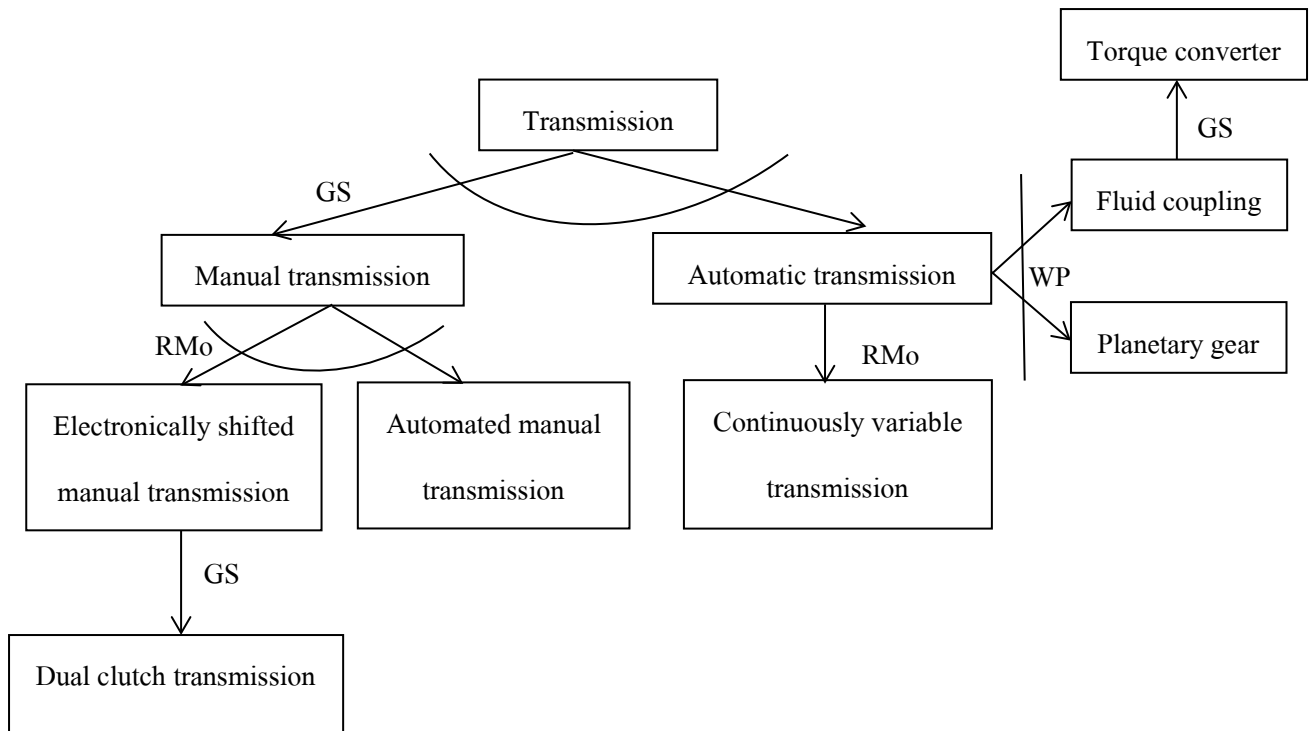 Torque converter
Transmission
GS
GS
Fluid coupling
Manual transmission
Automatic transmission
WP
RMo
RMo
Planetary gear
Electronically shifted
manual transmission
Automated manual
transmission
Continuously variable
transmission
GS
Dual clutch transmission